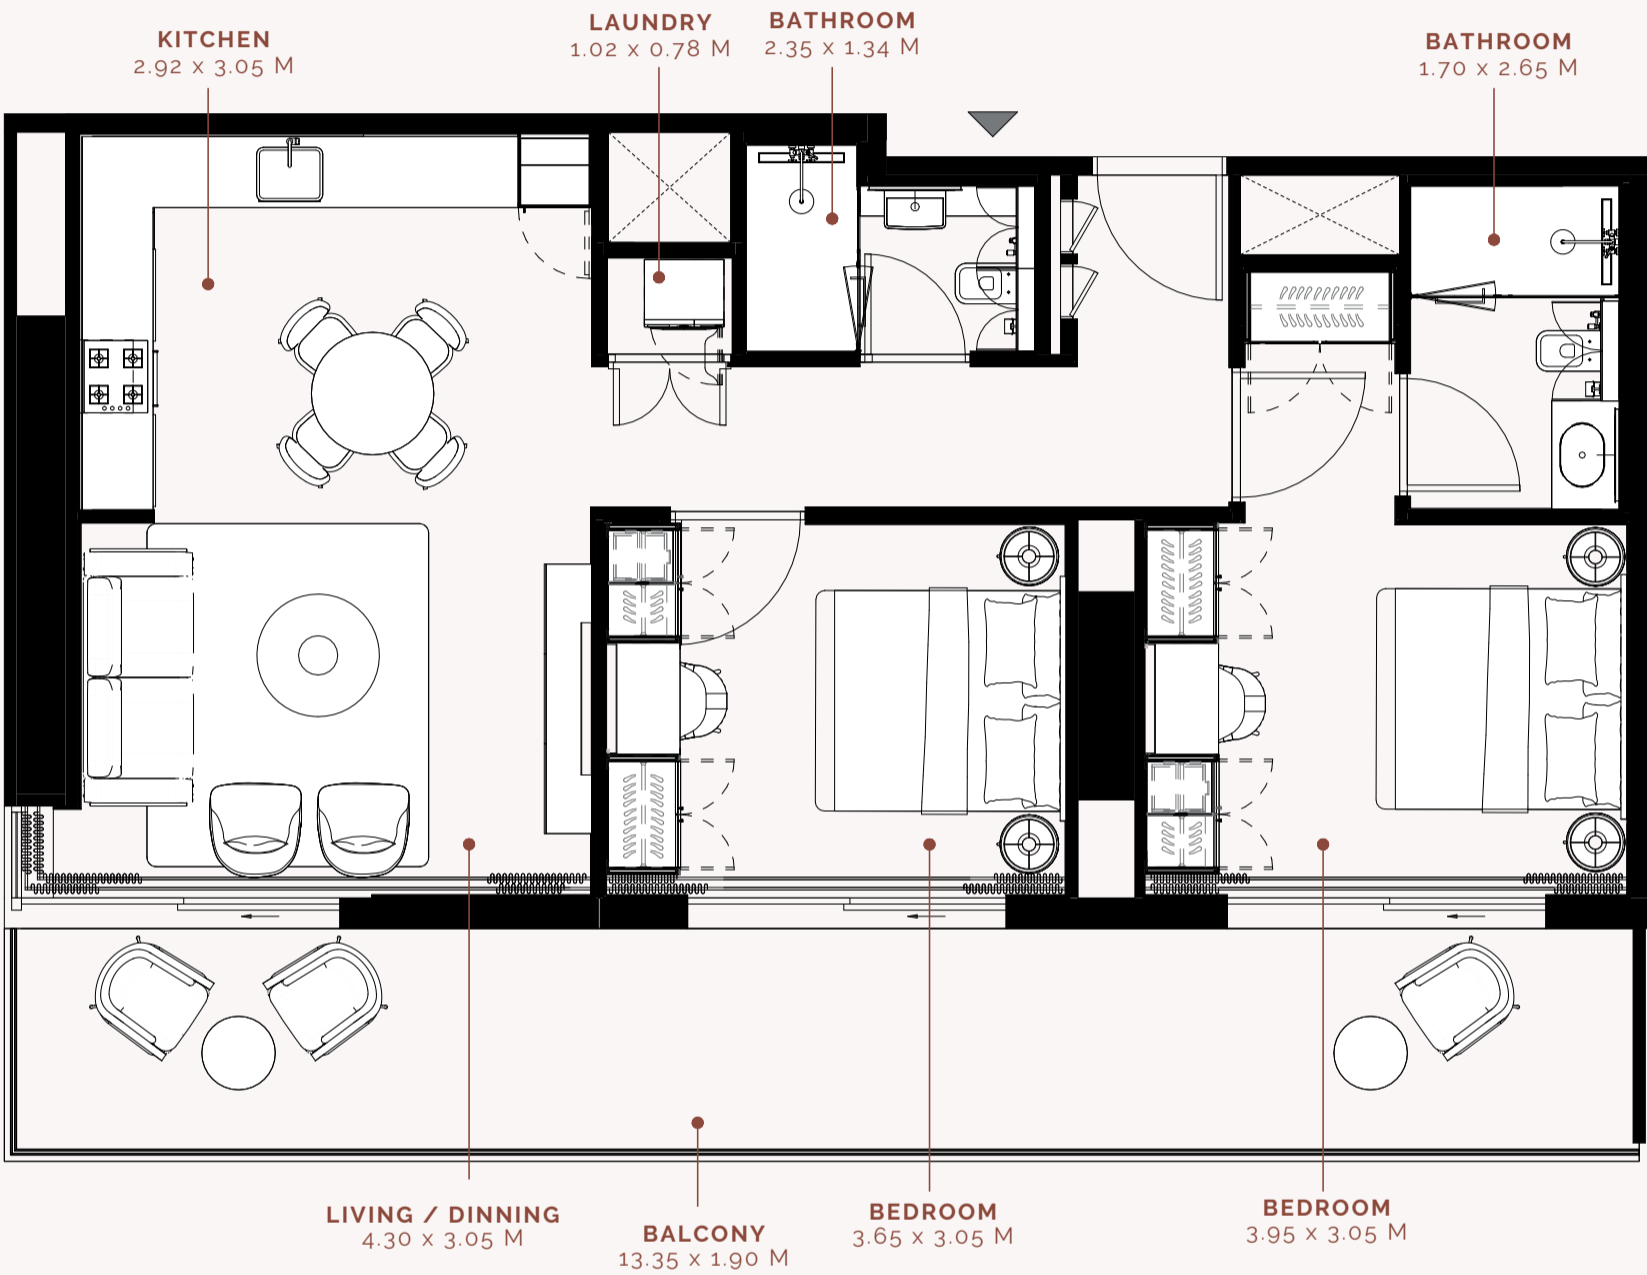 KITCHEN
2.92 x 3.05 M
LAUNDRY
1.02 x 0.78 M
BATHROOM
2.35 x 1.34 M
BATHROOM
1.70 x 2.65 M
LIVING / DINNING
4.30 x 3.05 M
BALCONY
13.35 x 1.90 M
BEDROOM
3.65 x 3.05 M
BEDROOM
3.95 x 3.05 M